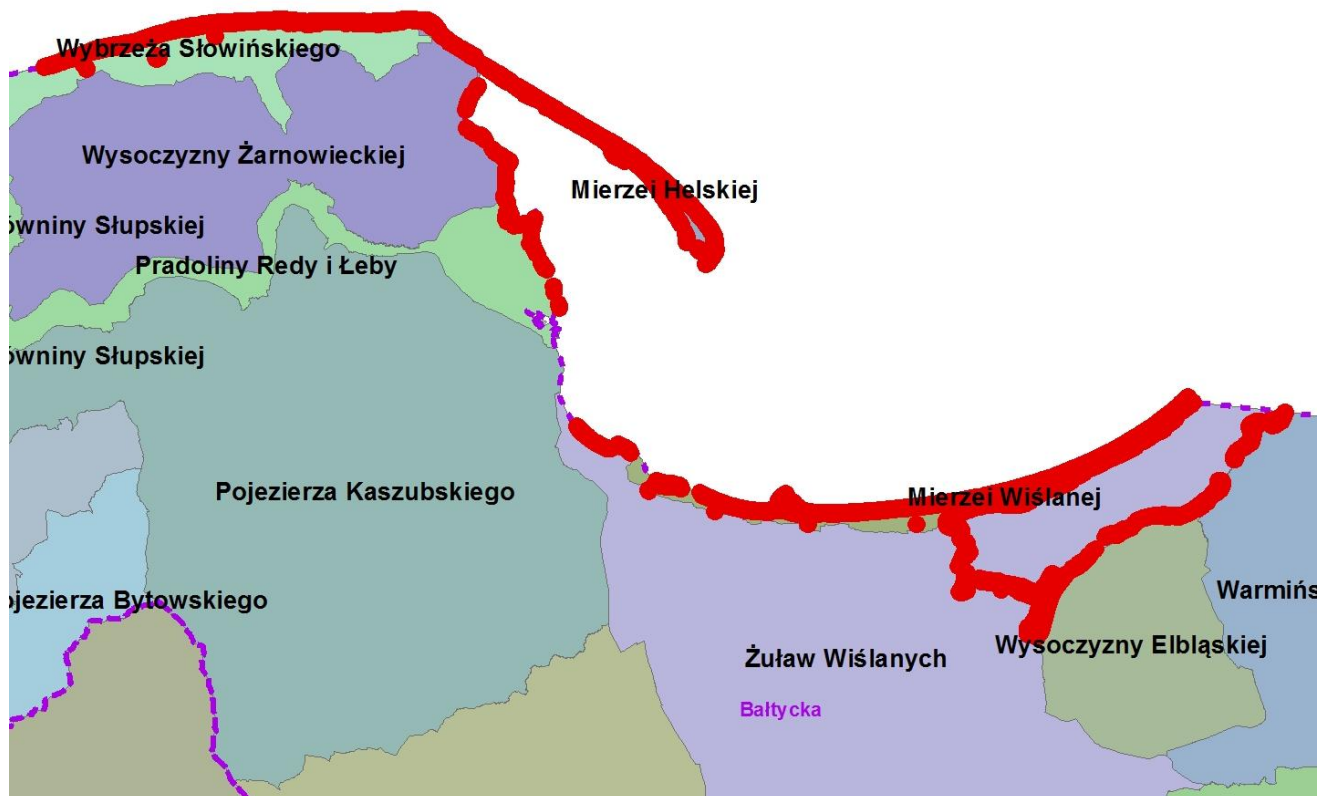 Wybrzeża Słowińskiego
Wysoczyzny Żarnowieckiej
Mierzei Helskiej
ówniny Słupskiej
Pradoliny Redy i Łeby
ówniny Słupskiej
Pojezierza Kaszubskiego
Mierzei Wiślanej
ojezierza Bytowskiego
Warmińs
Wysoczyzny Elbląskiej
Żuław Wiślanych
Bałtycka